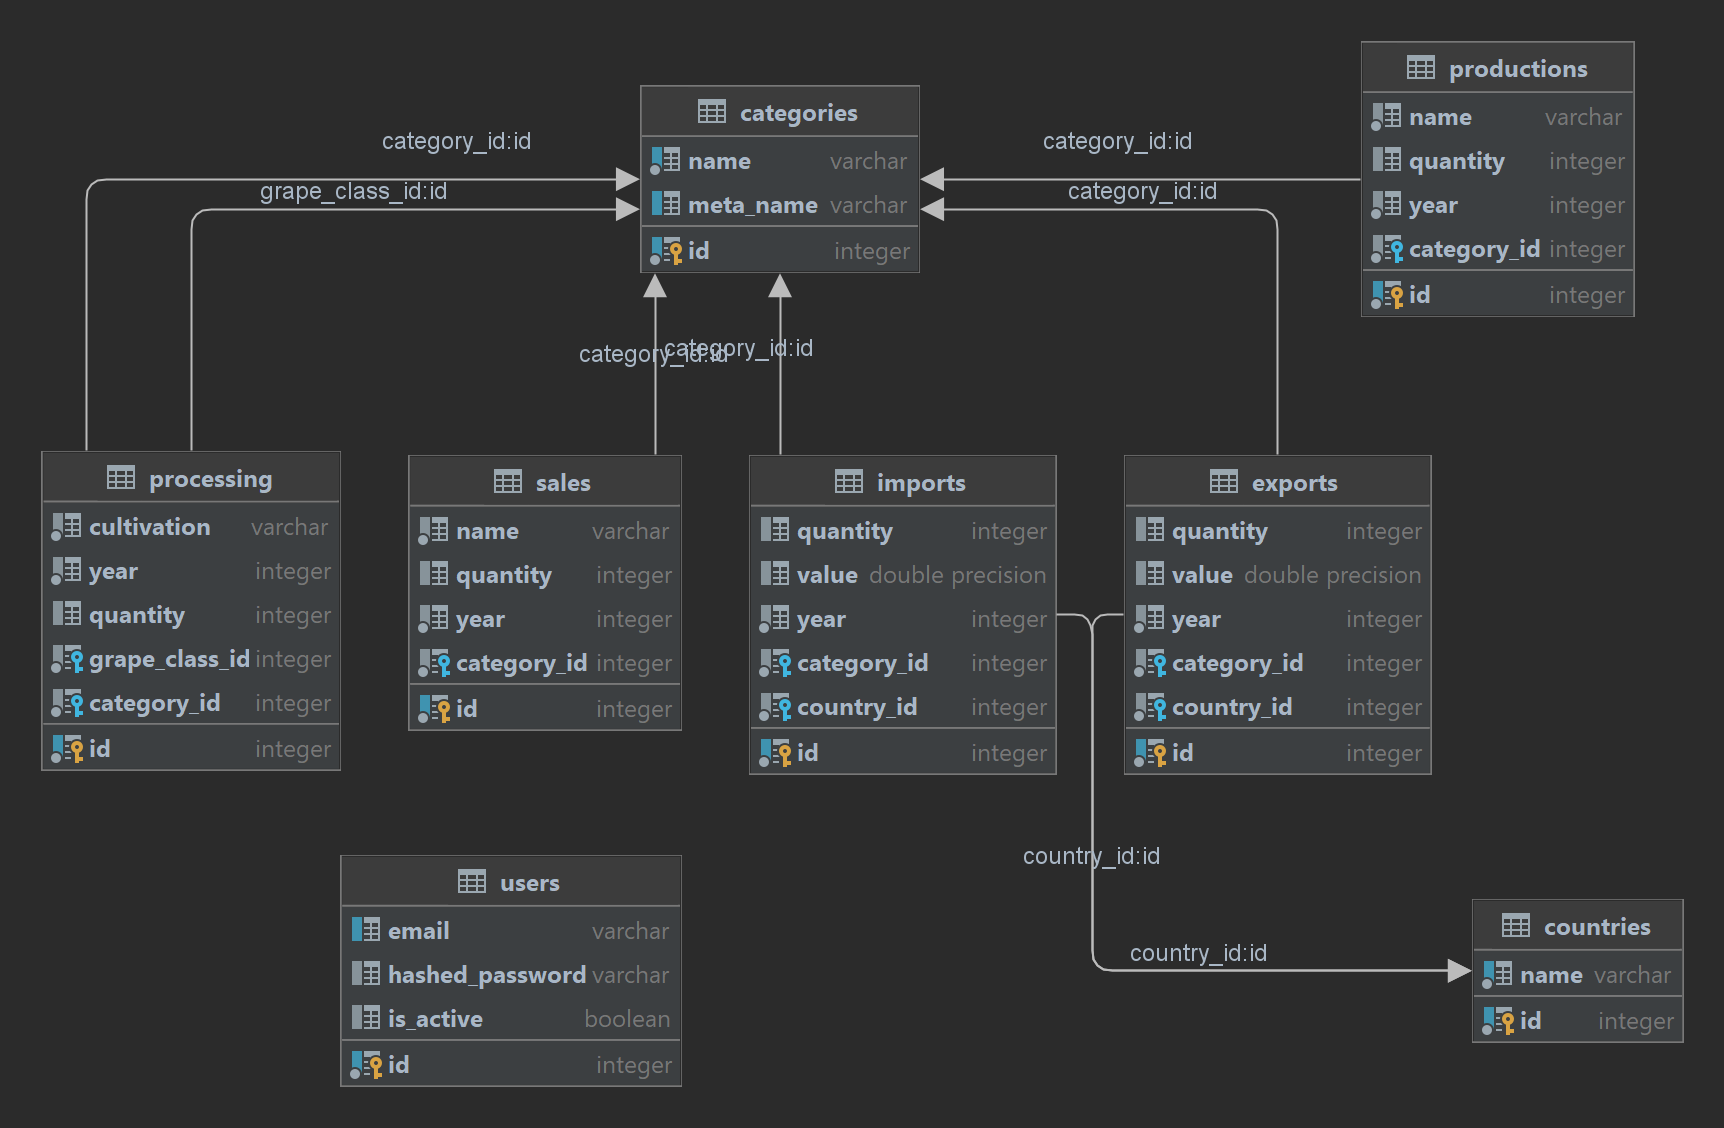 productions
name varchar
quantity integer
year integer
category_id integer
id integer
categories
name varchar
meta_name varchar
id integer
category_id:id
grape_class_id:id
category_id:id
category_id:id
category_id:id
category_id:id
processing
cultivation varchar
year integer
quantity integer
grape_class_id integer
category_id integer
id integer
sales
name varchar
quantity integer
year integer
category_id integer
id integer
imports
quantity integer
value double precision
year integer
category_id integer
country_id integer
id integer
exports
quantity integer
value double precision
year integer
category_id integer
country_id integer
id integer
country_id:id
country_id:id
users
email varchar
hashed_password varchar
is_active boolean
id integer
countries
name varchar
id integer